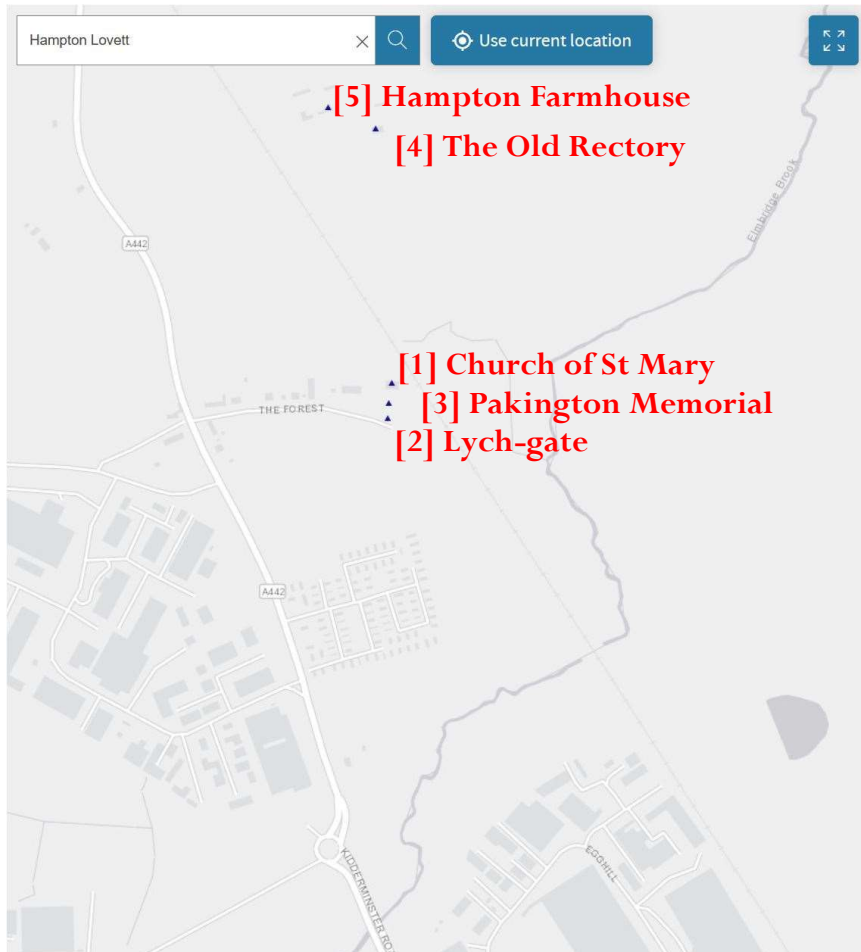 Hampton Lovett
Use current location
[5] Hampton Farmhouse
[4] The Old Rectory
Elmbridge Brook
A442
[1] Church of St Mary
[3] Pakington Memorial
THE FOREST
[2] Lych-gate
A442
EGGHILL
KIDDERMINSTER RO